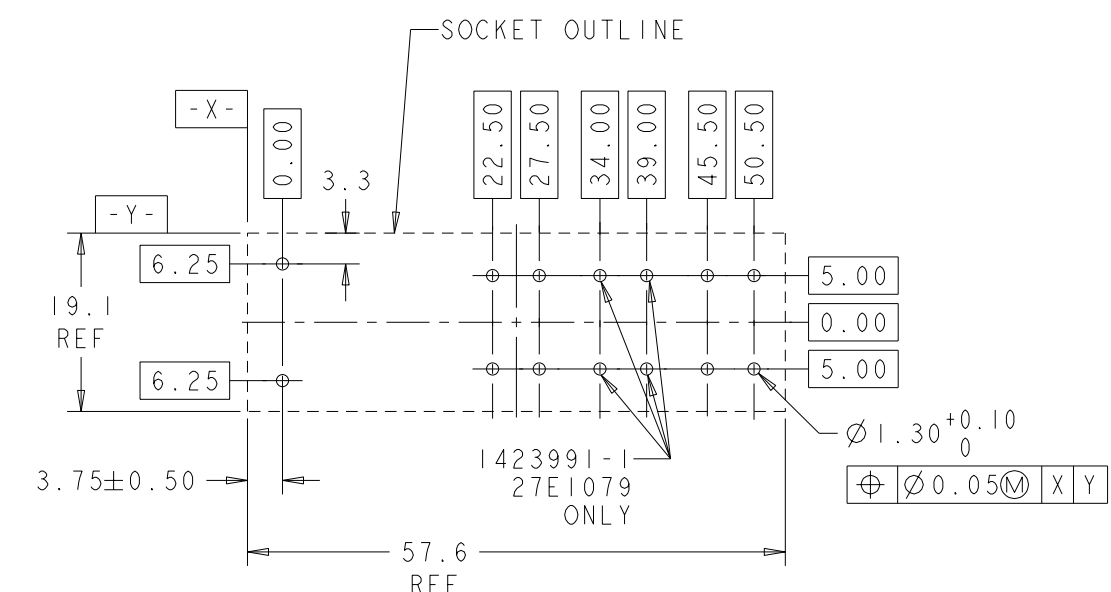 SOCKET OUTLINE
-X-
0.00
22.50
27.50
34.00
39.00
45.50
50.50
3.3
-Y-
6.25
5.00
19.1
REF
0.00
6.25
5.00
Ø1.30 +0.10
0
1423991-1
27E1079
ONLY
3.75±0.50
⌖ Ø0.05Ⓜ X Y
57.6
REF